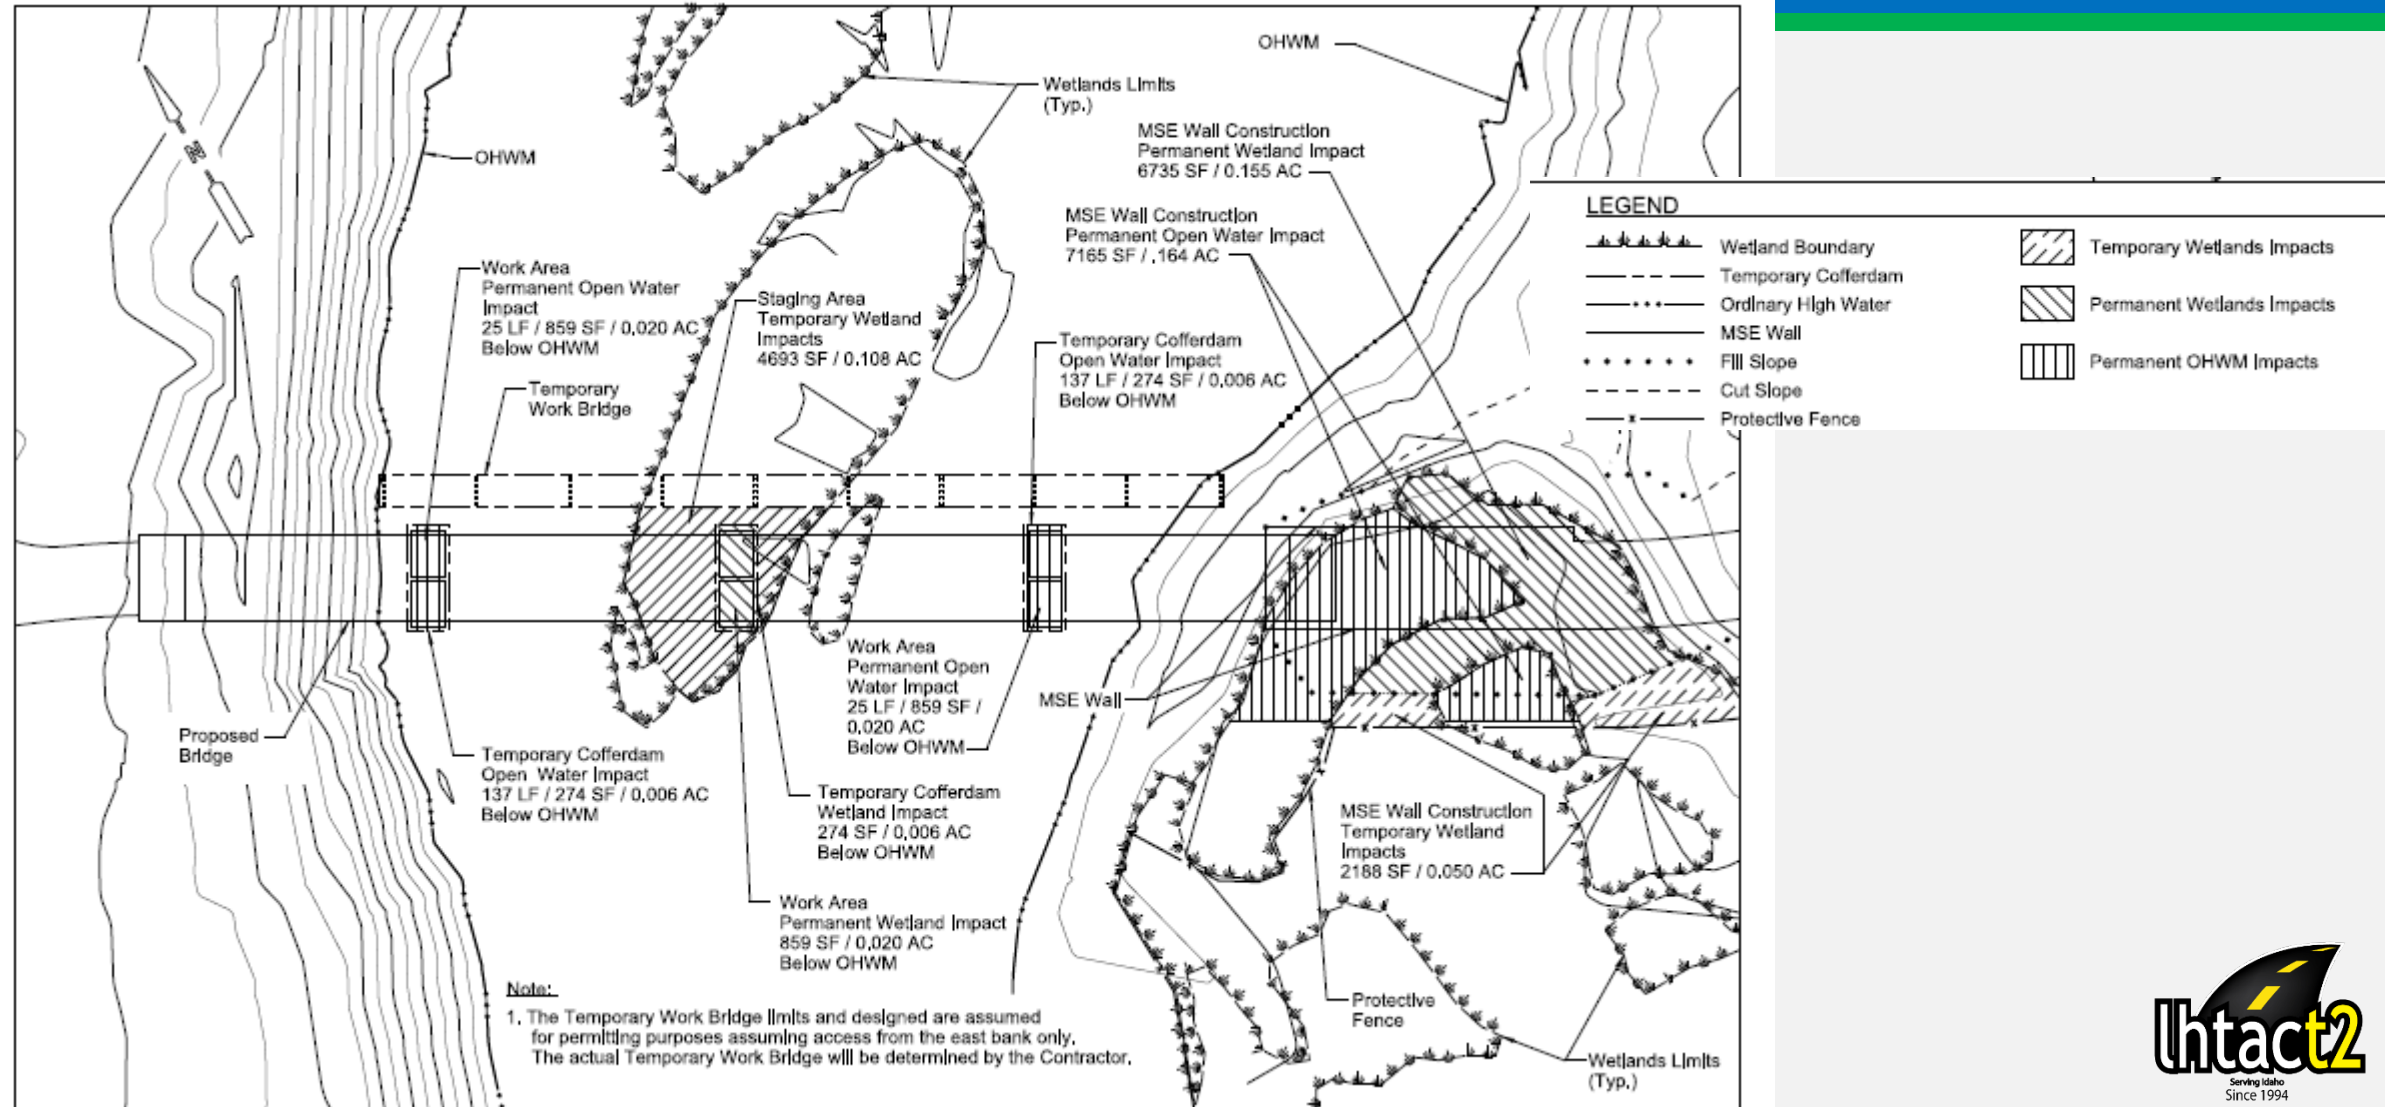 OHWM
Wetlands Limits
(Typ.)
OHWM
MSE Wall Construction
Permanent Wetland Impact
6735 SF / 0.155 AC
N
OHWM
MSE Wall Construction
Permanent Open Water Impact
7165 SF / .164 AC
LEGEND
Wetland Boundary
Temporary Cofferdam
Ordinary High Water
MSE Wall
Fill Slope
Cut Slope
Protective Fence
Temporary Wetlands Impacts
Permanent Wetlands Impacts
Permanent OHWM Impacts
Work Area
Permanent Open Water
Impact
25 LF / 859 SF / 0.020 AC
Below OHWM
Staging Area
Temporary Wetland
Impacts
4693 SF / 0.108 AC
Temporary Cofferdam
Open Water Impact
137 LF / 274 SF / 0.006 AC
Below OHWM
Temporary
Work Bridge
Work Area
Permanent Open
Water Impact
25 LF / 859 SF /
0.020 AC
Below OHWM
MSE Wall
Proposed
Bridge
Temporary Cofferdam
Open Water Impact
137 LF / 274 SF / 0.006 AC
Below OHWM
Temporary Cofferdam
Wetland Impact
274 SF / 0.006 AC
Below OHWM
MSE Wall Construction
Temporary Wetland
Impacts
2188 SF / 0.050 AC
Work Area
Permanent Wetland Impact
859 SF / 0.020 AC
Below OHWM
Note:
1. The Temporary Work Bridge limits and designed are assumed
for permitting purposes assuming access from the east bank only.
The actual Temporary Work Bridge will be determined by the Contractor.
Protective
Fence
Wetlands Limits
(Typ.)
lhtact2
Serving Idaho
Since 1994